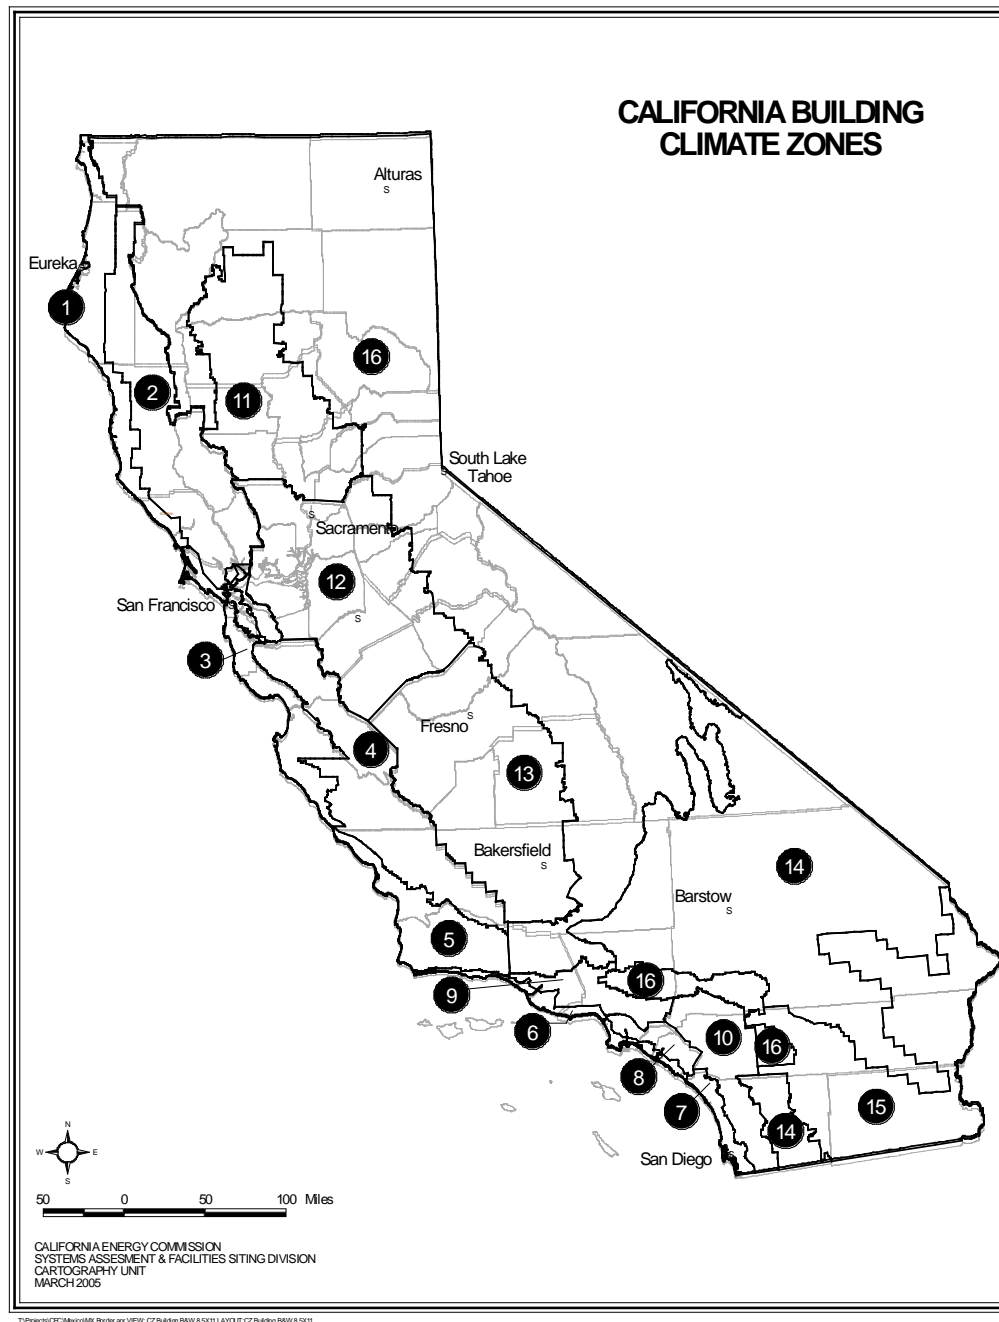 CALIFORNIA BUILDING
CLIMATE ZONES
Alturas
S
Eureka
1
16
2
11
South Lake
Tahoe
S
Sacramento
12
San Francisco
S
3
Fresno
S
4
13
Bakersfield
S
14
Barstow
S
5
16
9
6
10
16
8
7
15
14
San Diego
S
N
W E
S
50 0 50 100 Miles
CALIFORNIA ENERGY COMMISSION
SYSTEMS ASSESMENT & FACILITIES SITING DIVISION
CARTOGRAPHY UNIT
MARCH 2005